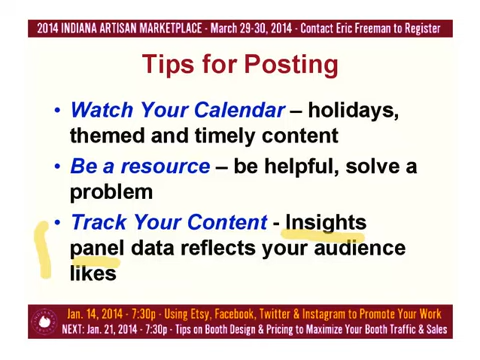 2014 INDIANA ARTISAN MARKETPLACE - March 29-30, 2014 - Contact Eric Freeman to Register
Tips for Posting
• Watch Your Calendar – holidays,
themed and timely content
• Be a resource – be helpful, solve a
problem
• Track Your Content - Insights
panel data reflects your audience
likes
Jan. 14, 2014 - 7:30p - Using Etsy, Facebook, Twitter & Instagram to Promote Your Work
NEXT: Jan. 21, 2014 - 7:30p - Tips on Booth Design & Pricing to Maximize Your Booth Traffic & Sales